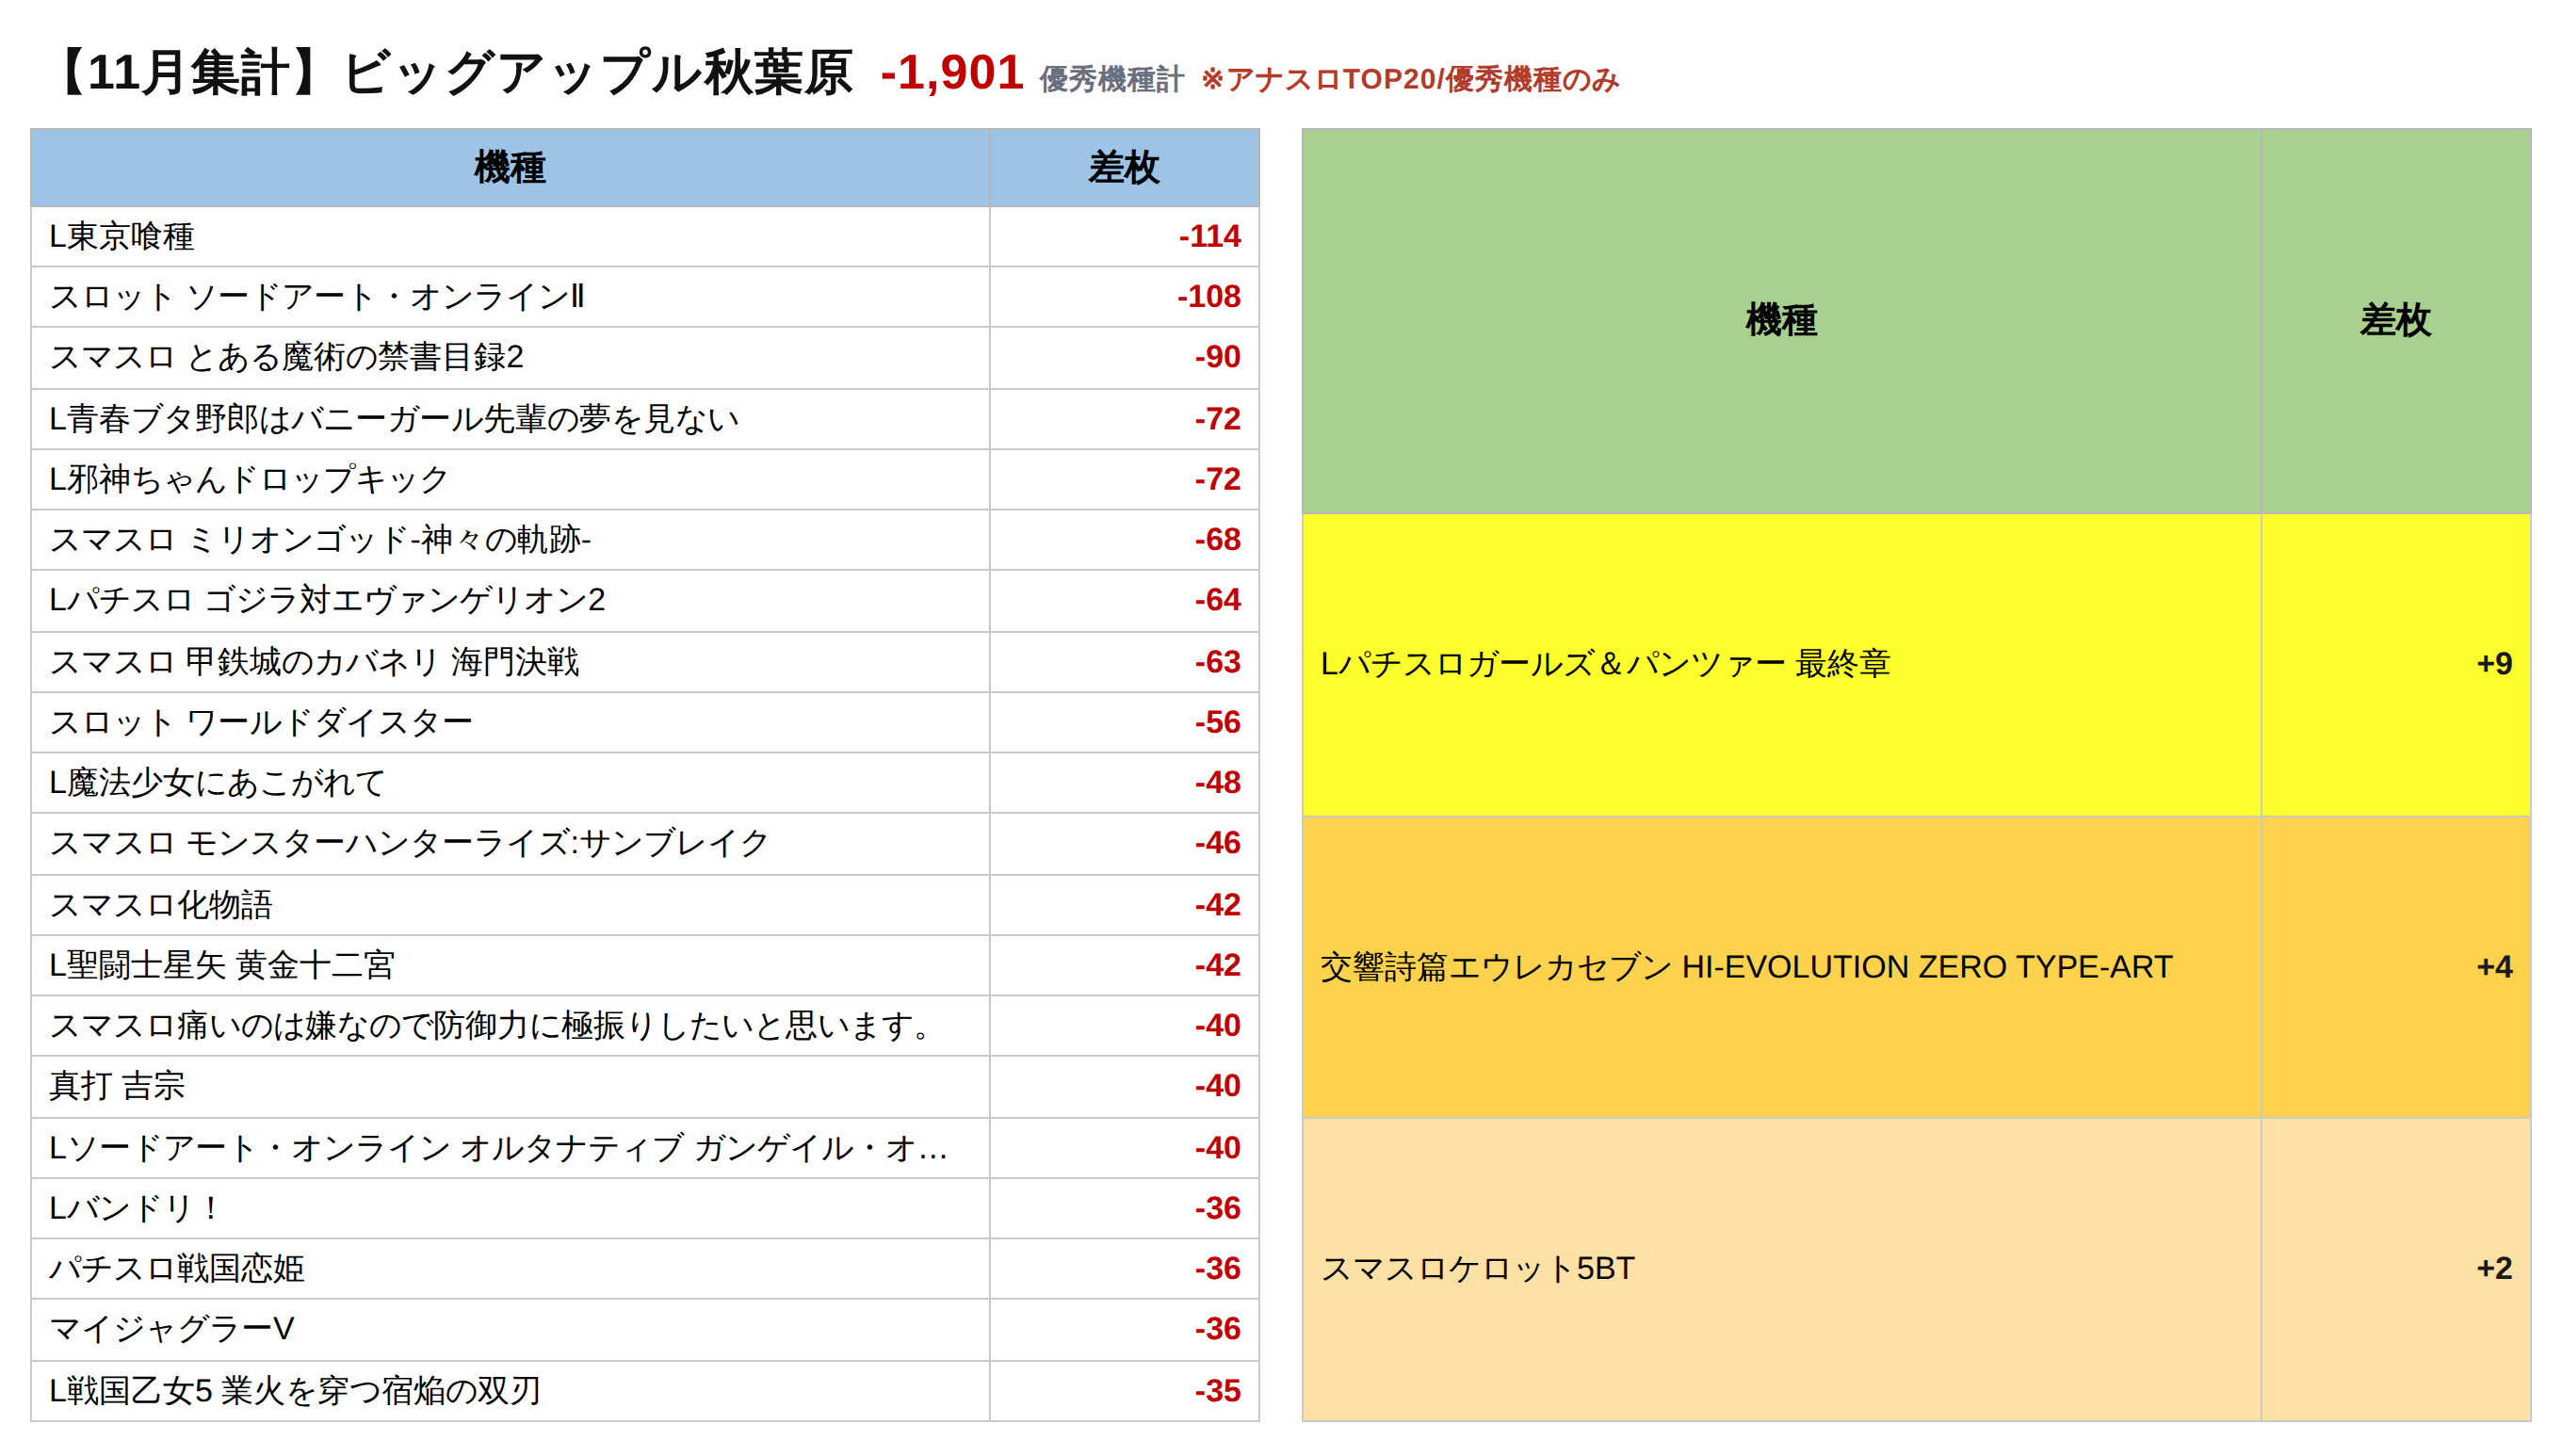 【11月集計】ビッグアップル秋葉原 -1,901 優秀機種計 ※アナスロTOP20/優秀機種のみ
機種 差枚
L東京喰種 -114
スロット ソードアート・オンラインⅡ -108
スマスロ とある魔術の禁書目録2 -90
L青春ブタ野郎はバニーガール先輩の夢を見ない -72
L邪神ちゃんドロップキック -72
スマスロ ミリオンゴッド-神々の軌跡- -68
Lパチスロ ゴジラ対エヴァンゲリオン2 -64
スマスロ 甲鉄城のカバネリ 海門決戦 -63
スロット ワールドダイスター -56
L魔法少女にあこがれて -48
スマスロ モンスターハンターライズ:サンブレイク -46
スマスロ化物語 -42
L聖闘士星矢 黄金十二宮 -42
スマスロ痛いのは嫌なので防御力に極振りしたいと思います。 -40
真打 吉宗 -40
Lソードアート・オンライン オルタナティブ ガンゲイル・オ… -40
Lバンドリ！ -36
パチスロ戦国恋姫 -36
マイジャグラーV -36
L戦国乙女5 業火を穿つ宿焔の双刃 -35
機種 差枚
Lパチスロガールズ＆パンツァー 最終章 +9
交響詩篇エウレカセブン HI-EVOLUTION ZERO TYPE-ART +4
スマスロケロット5BT +2